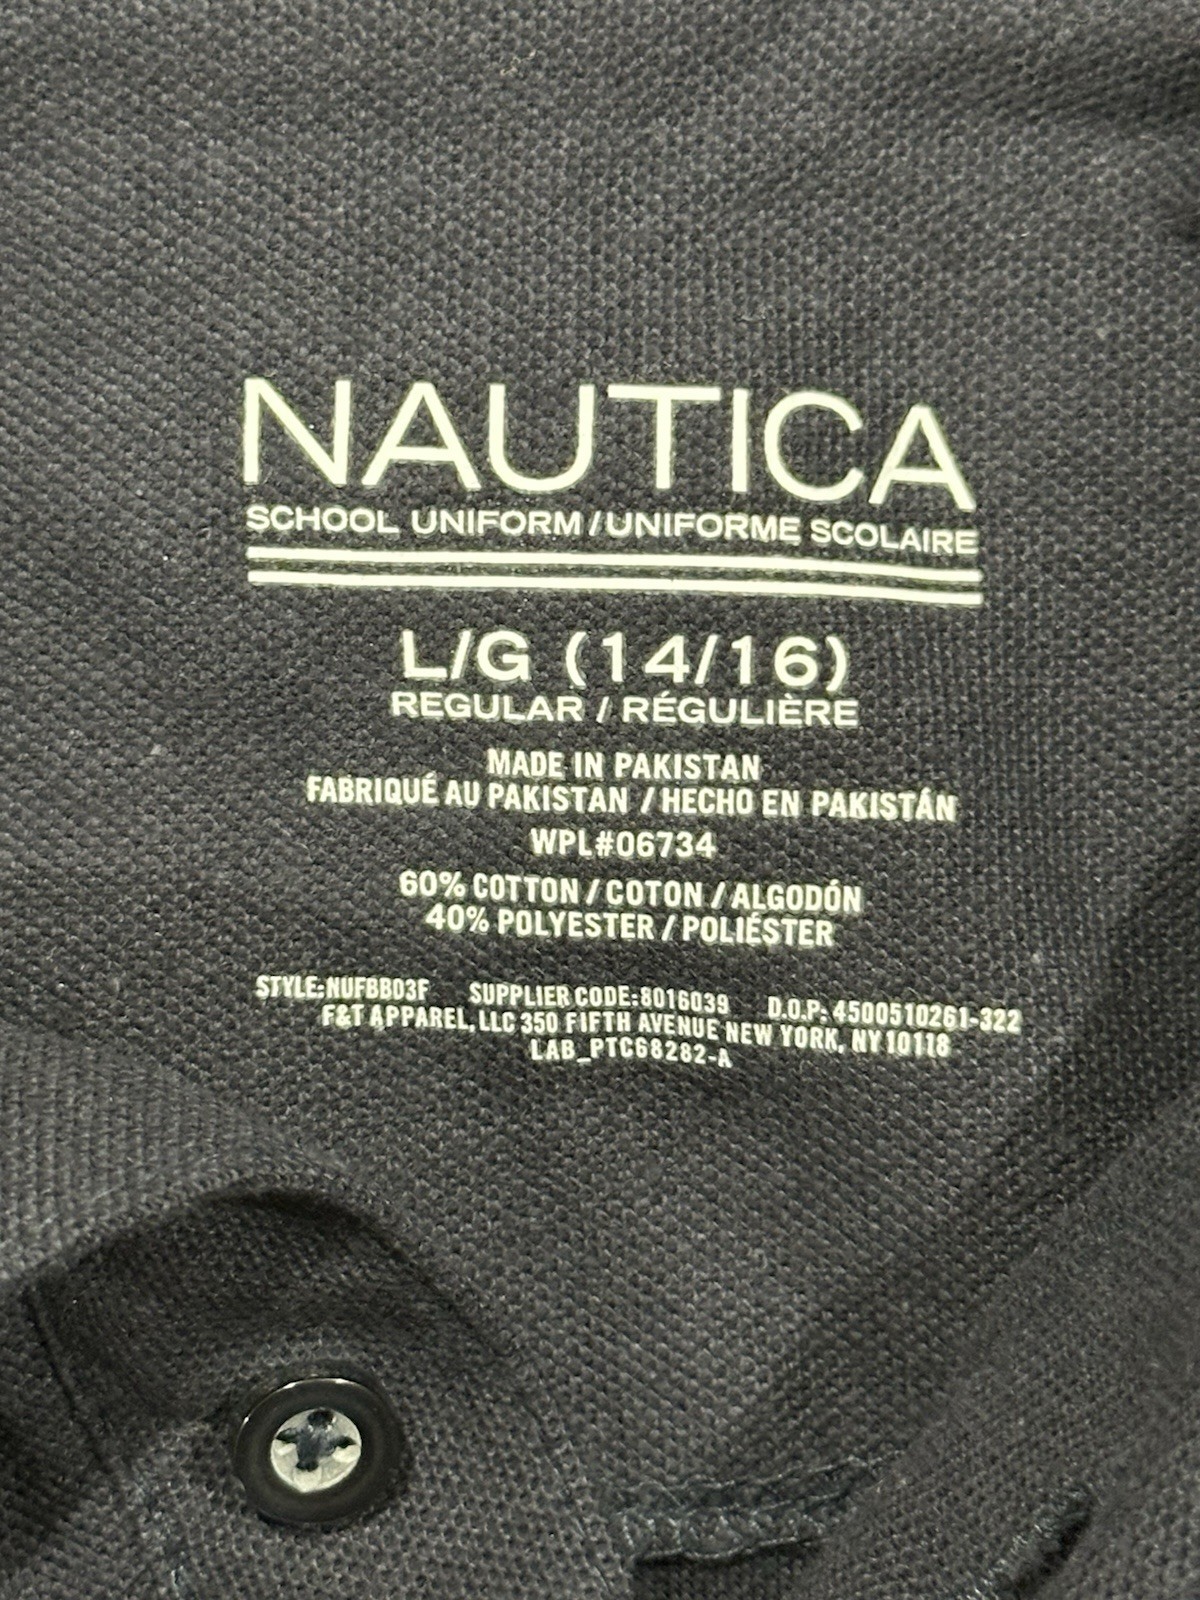 NAUTICA
SCHOOL UNIFORM / UNIFORME SCOLAIRE
L/G (14/16)
REGULAR / RÉGULIÈRE
MADE IN PAKISTAN
FABRIQUÉ AU PAKISTAN / HECHO EN PAKISTÁN
WPL#06734
60% COTTON / COTON / ALGODÓN
40% POLYESTER / POLIÉSTER
STYLE:NUFBB03F SUPPLIER CODE:8016039 D.O.P: 4500510261-322
F&T APPAREL, LLC 350 FIFTH AVENUE NEW YORK, NY 10118
LAB_PTC68282-A